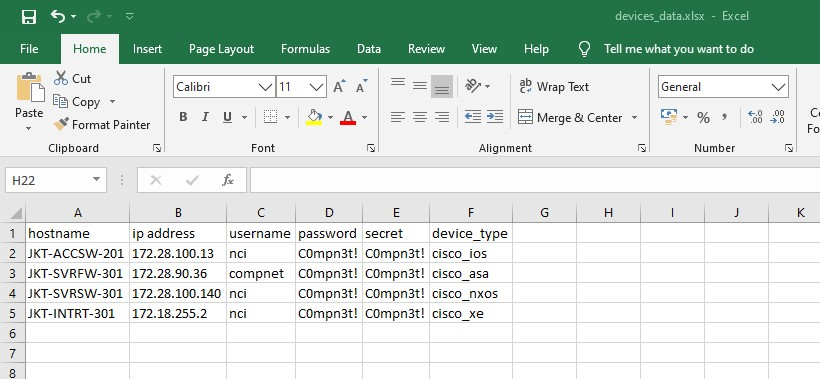 devices_data.xlsx - Excel
File Home Insert Page Layout Formulas Data Review View Help Tell me what you want to do
Paste
Cut
Copy
Format Painter
Calibri 11 A A
B I U A
ab Wrap Text
Merge & Center
General
$ % , .0 .00 .00 .0
Clipboard Font Alignment Number
H22 fx
A B C D E F G H I J K
1 hostname ip address username password secret device_type
2 JKT-ACCSW-201 172.28.100.13 nci C0mpn3t! C0mpn3t! cisco_ios
3 JKT-SVRFW-301 172.28.90.36 compnet C0mpn3t! C0mpn3t! cisco_asa
4 JKT-SVRSW-301 172.28.100.140 nci C0mpn3t! C0mpn3t! cisco_nxos
5 JKT-INTRT-301 172.18.255.2 nci C0mpn3t! C0mpn3t! cisco_xe
6
7
8